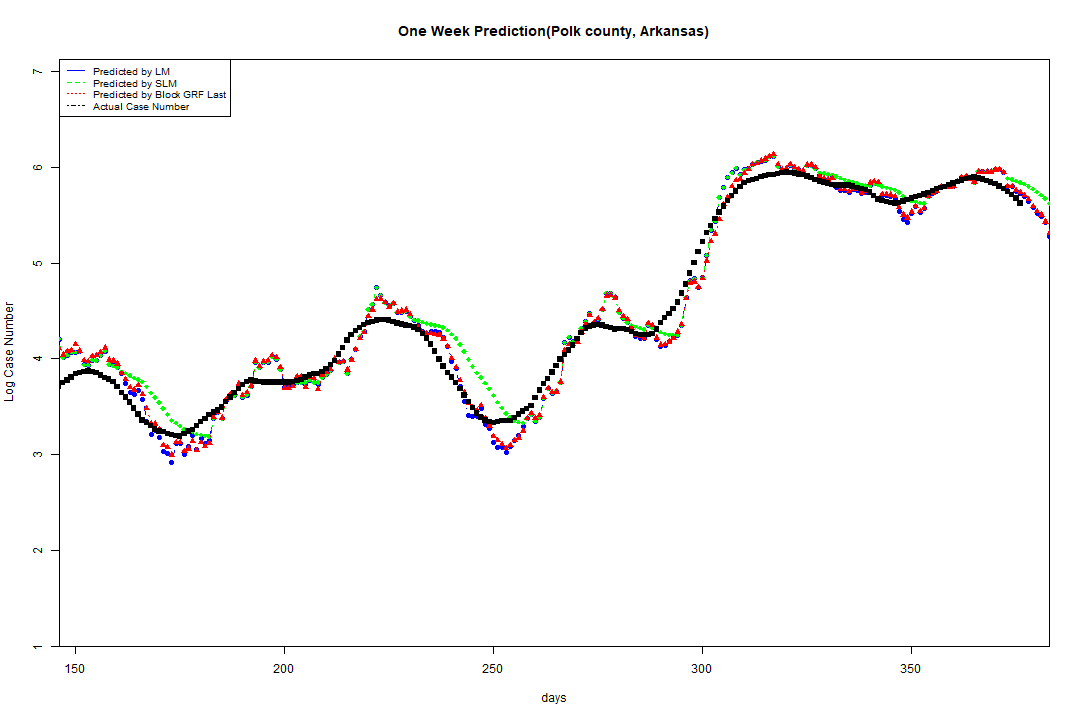 One Week Prediction(Polk county, Arkansas)
Predicted by LM
Predicted by SLM
Predicted by Block GRF Last
Actual Case Number
7
6
5
4
3
2
1
Log Case Number
150 200 250 300 350
days